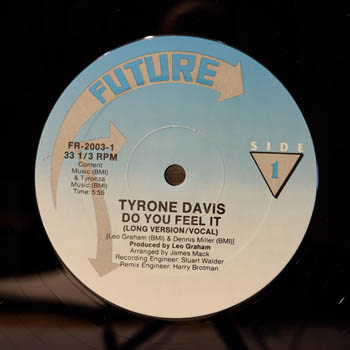 FUTURE
FR-2003-1
33 1/3 RPM
Content
Music (BMI)
& Tyronza
Music (BMI)
Time: 5:55
SIDE
1
TYRONE DAVIS
DO YOU FEEL IT
(LONG VERSION/VOCAL)
[Leo Graham (BMI) & Dennis Miller (BMI)]
Produced by Leo Graham
Arranged by James Mack
Recording Engineer: Stuart Walder
Remix Engineer: Harry Brotman